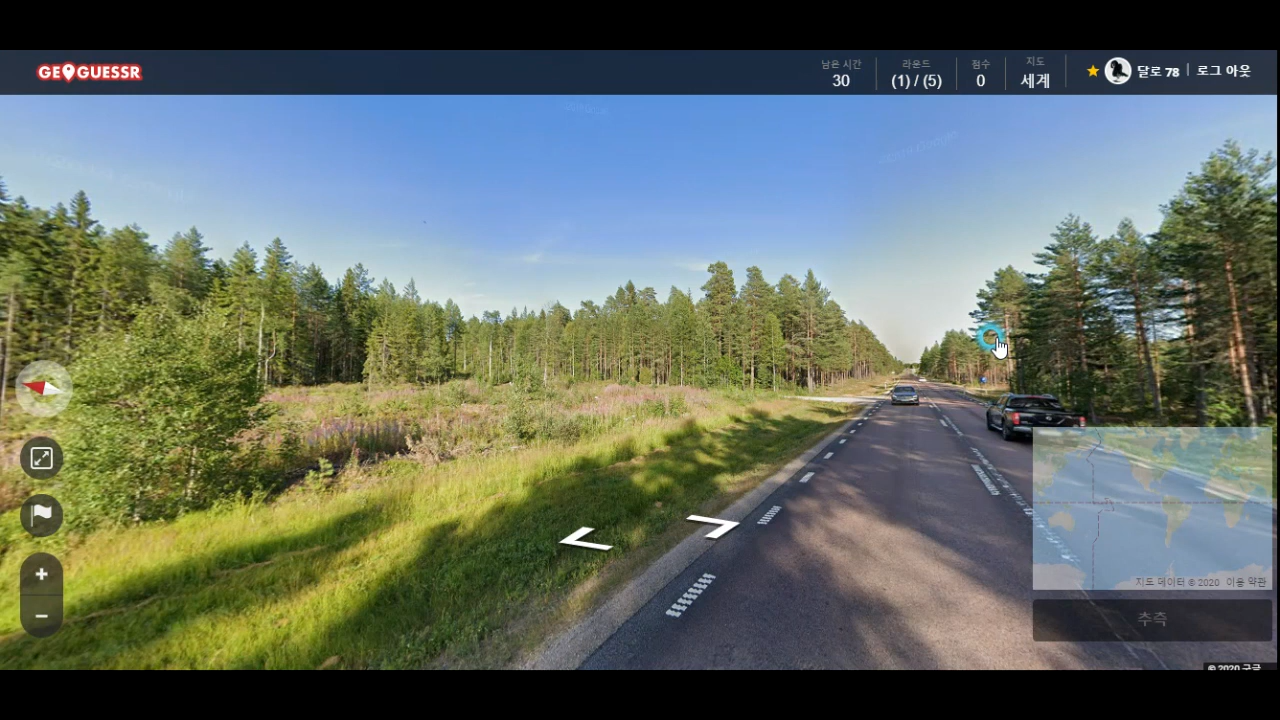 GEOGUESSR
남은 시간
30
라운드
(1) / (5)
점수
0
지도
세계
달로 78 | 로그 아웃
지도 데이터 © 2020 이용 약관
추측
© 2020 구글